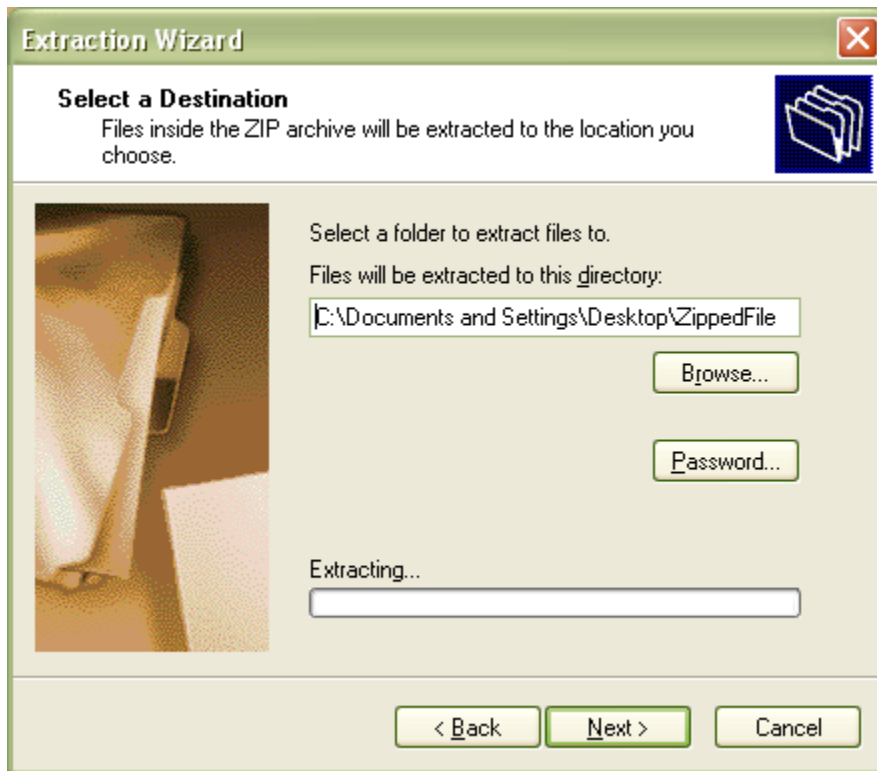 Extraction Wizard
Select a Destination
Files inside the ZIP archive will be extracted to the location you
choose.
Select a folder to extract files to.
Files will be extracted to this directory:
C:\Documents and Settings\Desktop\ZippedFile
Browse...
Password...
Extracting...
< Back
Next >
Cancel